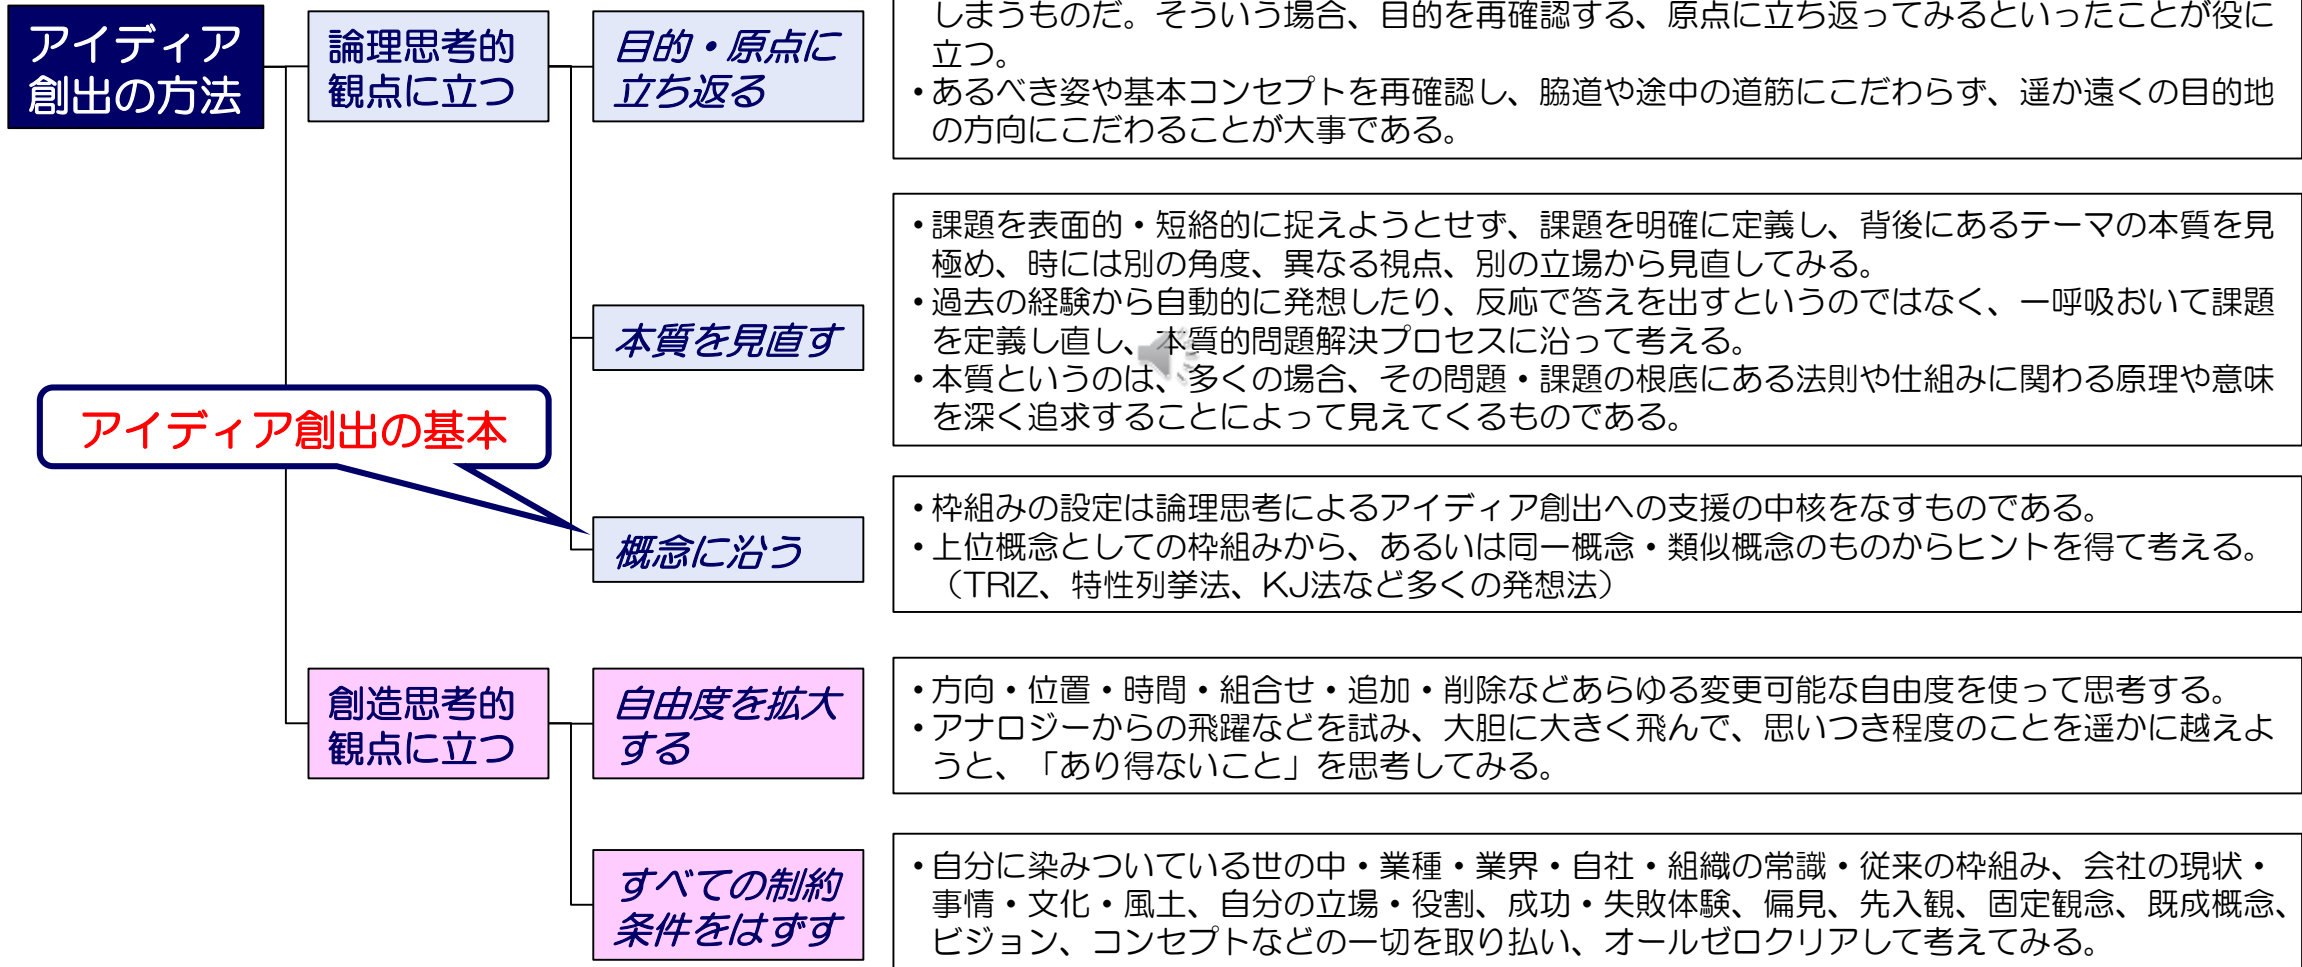 アイディア
創出の方法
論理思考的
観点に立つ
目的・原点に
立ち返る
しまうものだ。そういう場合、目的を再確認する、原点に立ち返ってみるといったことが役に
立つ。
•あるべき姿や基本コンセプトを再確認し、脇道や途中の道筋にこだわらず、遥か遠くの目的地
の方向にこだわることが大事である。
本質を見直す
•課題を表面的・短絡的に捉えようとせず、課題を明確に定義し、背後にあるテーマの本質を見
極め、時には別の角度、異なる視点、別の立場から見直してみる。
•過去の経験から自動的に発想したり、反応で答えを出すというのではなく、一呼吸おいて課題
を定義し直し、本質的問題解決プロセスに沿って考える。
•本質というのは、多くの場合、その問題・課題の根底にある法則や仕組みに関わる原理や意味
を深く追求することによって見えてくるものである。
アイディア創出の基本
概念に沿う
•枠組みの設定は論理思考によるアイディア創出への支援の中核をなすものである。
•上位概念としての枠組みから、あるいは同一概念・類似概念のものからヒントを得て考える。
（TRIZ、特性列挙法、KJ法など多くの発想法）
創造思考的
観点に立つ
自由度を拡大
する
•方向・位置・時間・組合せ・追加・削除などあらゆる変更可能な自由度を使って思考する。
•アナロジーからの飛躍などを試み、大胆に大きく飛んで、思いつき程度のことを遥かに越えよ
うと、「あり得ないこと」を思考してみる。
すべての制約
条件をはずす
•自分に染みついている世の中・業種・業界・自社・組織の常識・従来の枠組み、会社の現状・
事情・文化・風土、自分の立場・役割、成功・失敗体験、偏見、先入観、固定観念、既成概念、
ビジョン、コンセプトなどの一切を取り払い、オールゼロクリアして考えてみる。